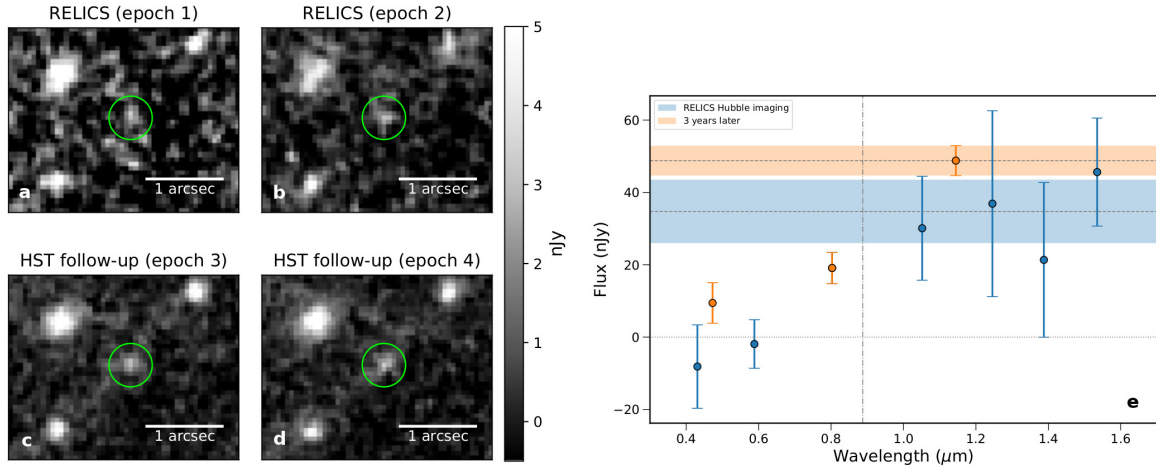 RELICS (epoch 1)
RELICS (epoch 2)
a
1 arcsec
b
1 arcsec
HST follow-up (epoch 3)
HST follow-up (epoch 4)
c
1 arcsec
d
1 arcsec
5
4
3
2
1
0
nJy
RELICS Hubble imaging
3 years later
60
40
20
0
−20
Flux (nJy)
e
0.4 0.6 0.8 1.0 1.2 1.4 1.6
Wavelength (μm)